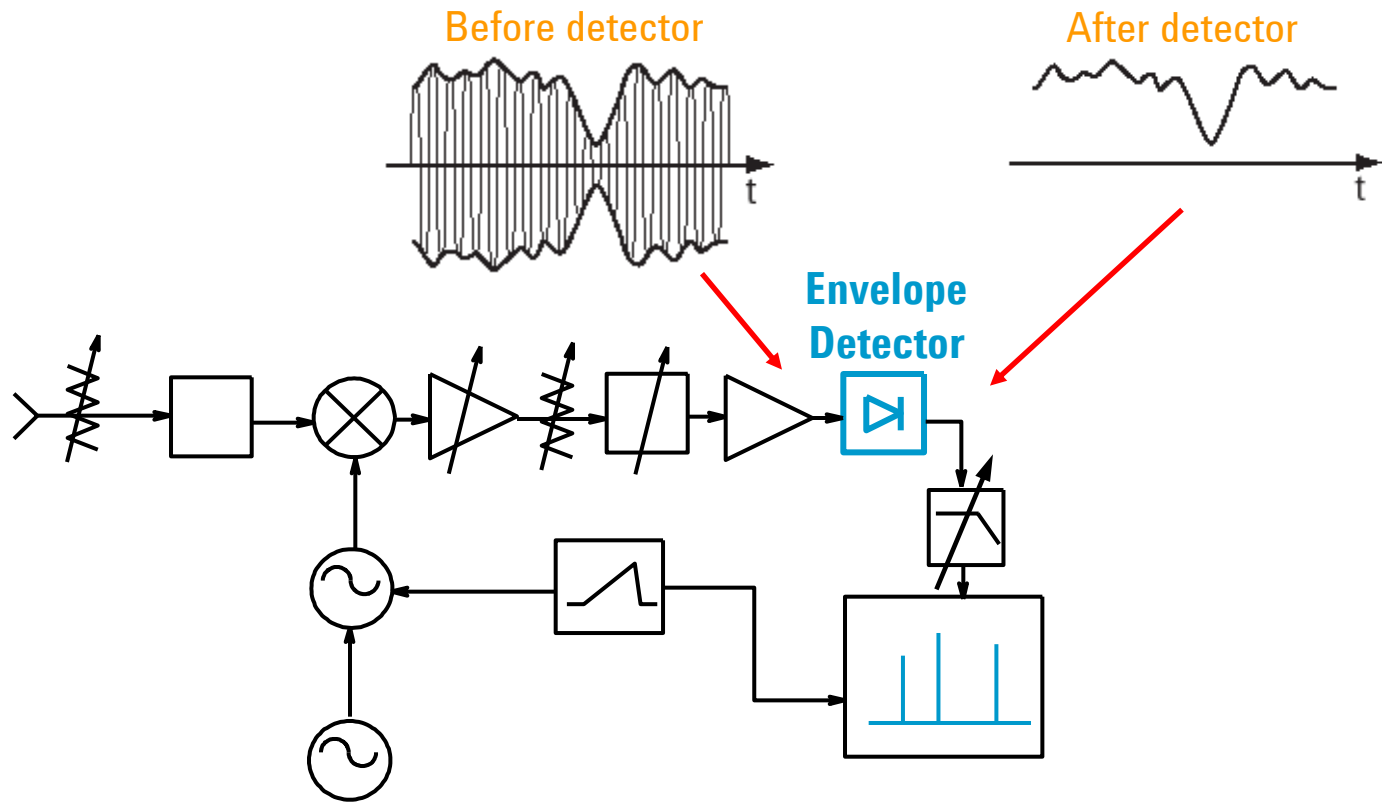 Before detector
After detector
t
t
Envelope
Detector